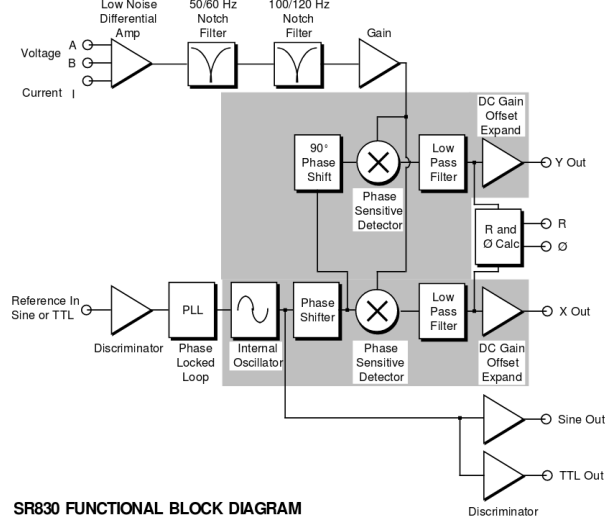 Low Noise
Differential
Amp
50/60 Hz
Notch
Filter
100/120 Hz
Notch
Filter
Gain
Voltage
A
B
Current
I
DC Gain
Offset
Expand
90°
Phase
Shift
Low
Pass
Filter
Y Out
Phase
Sensitive
Detector
R and
Ø Calc
R
Ø
Reference In
Sine or TTL
PLL
Phase
Shifter
Low
Pass
Filter
X Out
Discriminator
Phase
Locked
Loop
Internal
Oscillator
Phase
Sensitive
Detector
DC Gain
Offset
Expand
Sine Out
TTL Out
Discriminator
SR830 FUNCTIONAL BLOCK DIAGRAM